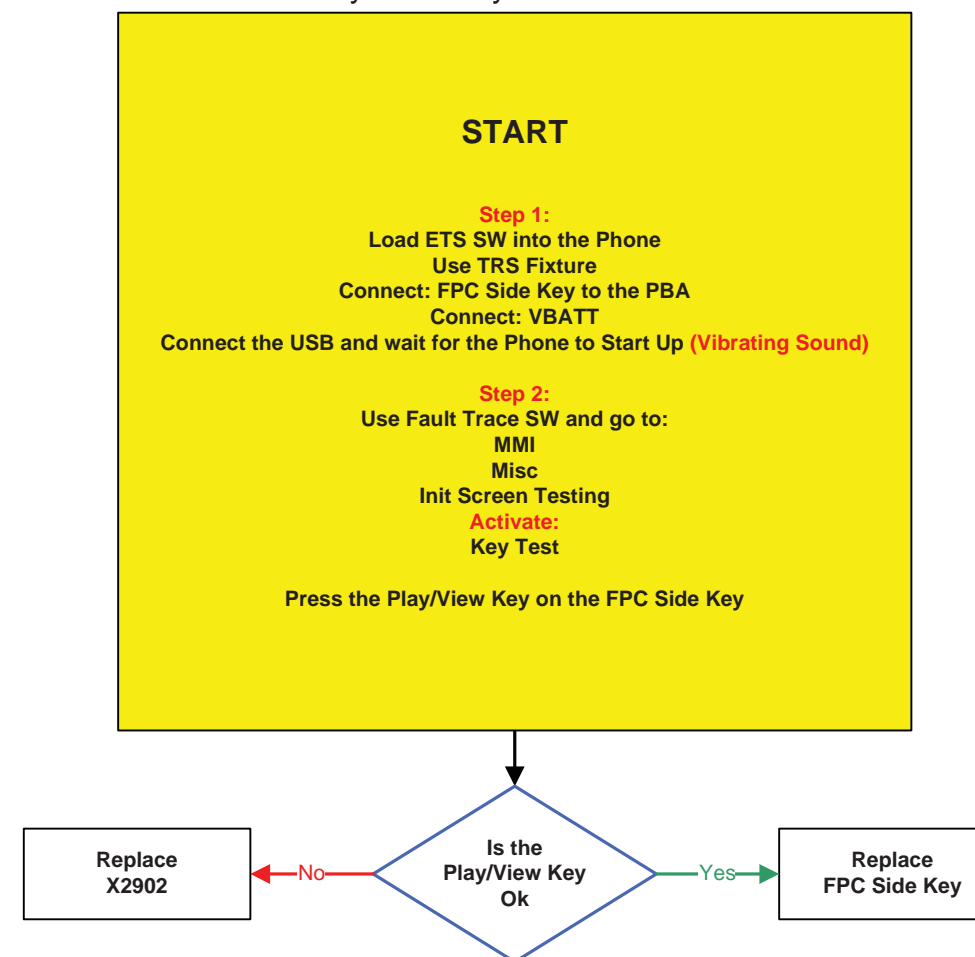 START
Step 1:
Load ETS SW into the Phone
Use TRS Fixture
Connect: FPC Side Key to the PBA
Connect: VBATT
Connect the USB and wait for the Phone to Start Up (Vibrating Sound)
Step 2:
Use Fault Trace SW and go to:
MMI
Misc
Init Screen Testing
Activate:
Key Test
Press the Play/View Key on the FPC Side Key
Replace
X2902
No
Is the
Play/View Key
Ok
Yes
Replace
FPC Side Key